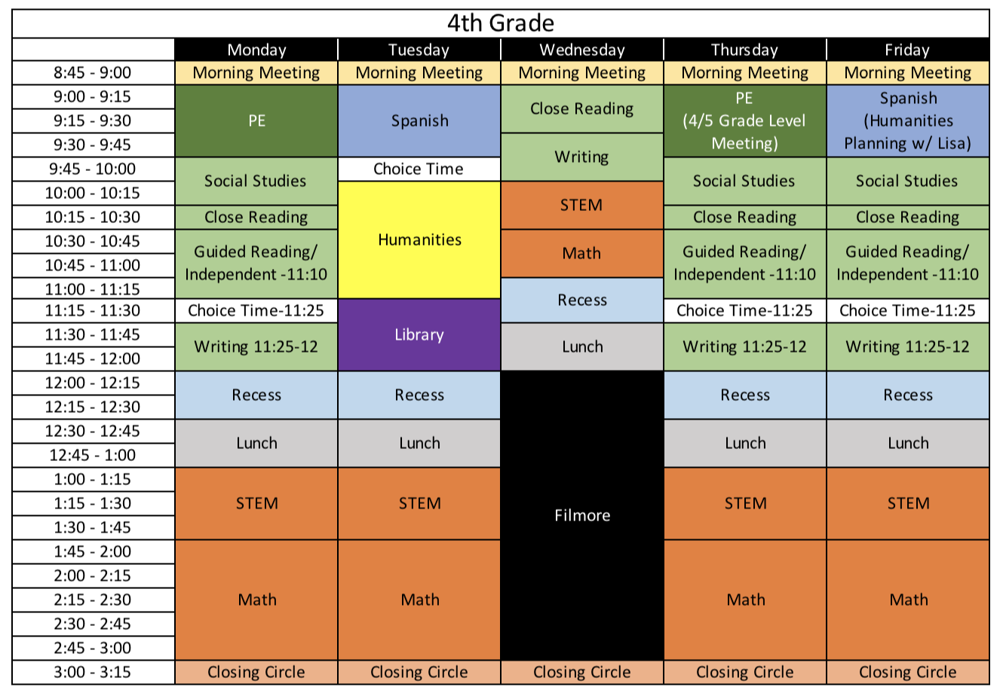 4th Grade
Monday Tuesday Wednesday Thursday Friday
8:45 - 9:00 Morning Meeting Morning Meeting Morning Meeting Morning Meeting Morning Meeting
9:00 - 9:15
9:15 - 9:30
9:30 - 9:45
PE
Spanish
Close Reading
Writing
PE
(4/5 Grade Level
Meeting)
Spanish
(Humanities
Planning w/ Lisa)
9:45 - 10:00
10:00 - 10:15
Social Studies
Choice Time
STEM
Social Studies
Social Studies
10:15 - 10:30
Close Reading
Close Reading
Close Reading
10:30 - 10:45
10:45 - 11:00
11:00 - 11:15
Guided Reading/
Independent -11:10
Humanities
Math
Guided Reading/
Independent -11:10
Guided Reading/
Independent -11:10
11:15 - 11:30
Choice Time-11:25
Recess
Choice Time-11:25
Choice Time-11:25
11:30 - 11:45
11:45 - 12:00
Writing 11:25-12
Library
Lunch
Writing 11:25-12
Writing 11:25-12
12:00 - 12:15
12:15 - 12:30
Recess
Recess
Recess
Recess
12:30 - 12:45
12:45 - 1:00
Lunch
Lunch
Lunch
Lunch
1:00 - 1:15
1:15 - 1:30
1:30 - 1:45
STEM
STEM
Filmore
STEM
STEM
1:45 - 2:00
2:00 - 2:15
2:15 - 2:30
2:30 - 2:45
2:45 - 3:00
Math
Math
Math
Math
3:00 - 3:15 Closing Circle Closing Circle Closing Circle Closing Circle Closing Circle